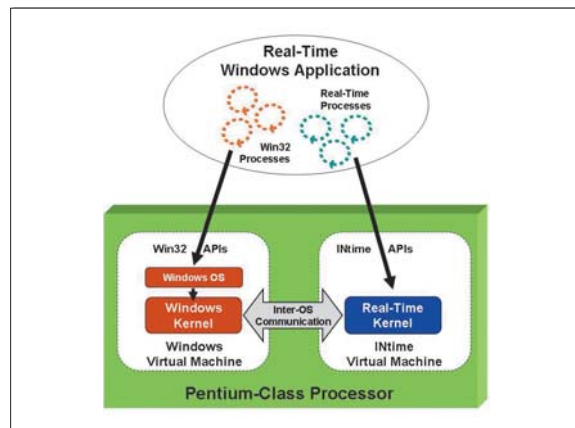 Real-Time
Windows Application
Real-Time
Processes
Win32
Processes
Win32 APIs
INtime APIs
Windows OS
Windows
Kernel
Inter-OS
Communication
Real-Time
Kernel
Windows
Virtual Machine
INtime
Virtual Machine
Pentium-Class Processor